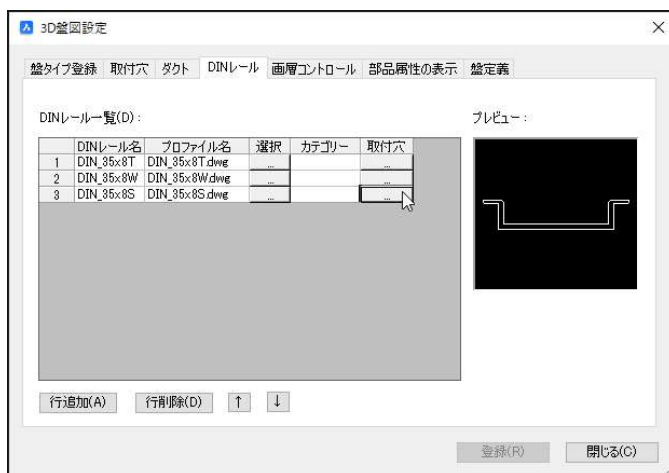 3D盤図設定
盤タイプ登録 取付穴 ダクト DINレール 画層コントロール 部品属性の表示 盤定義
DINレール一覧(D): プレビュー:
DINレール名 プロファイル名 選択 カテゴリー 取付穴
1 DIN_35x8T DIN_35x8T.dwg ... ...
2 DIN_35x8W DIN_35x8W.dwg ... ...
3 DIN_35x8S DIN_35x8S.dwg ... ...
行追加(A) 行削除(D) ↑ ↓
登録(R) 閉じる(C)